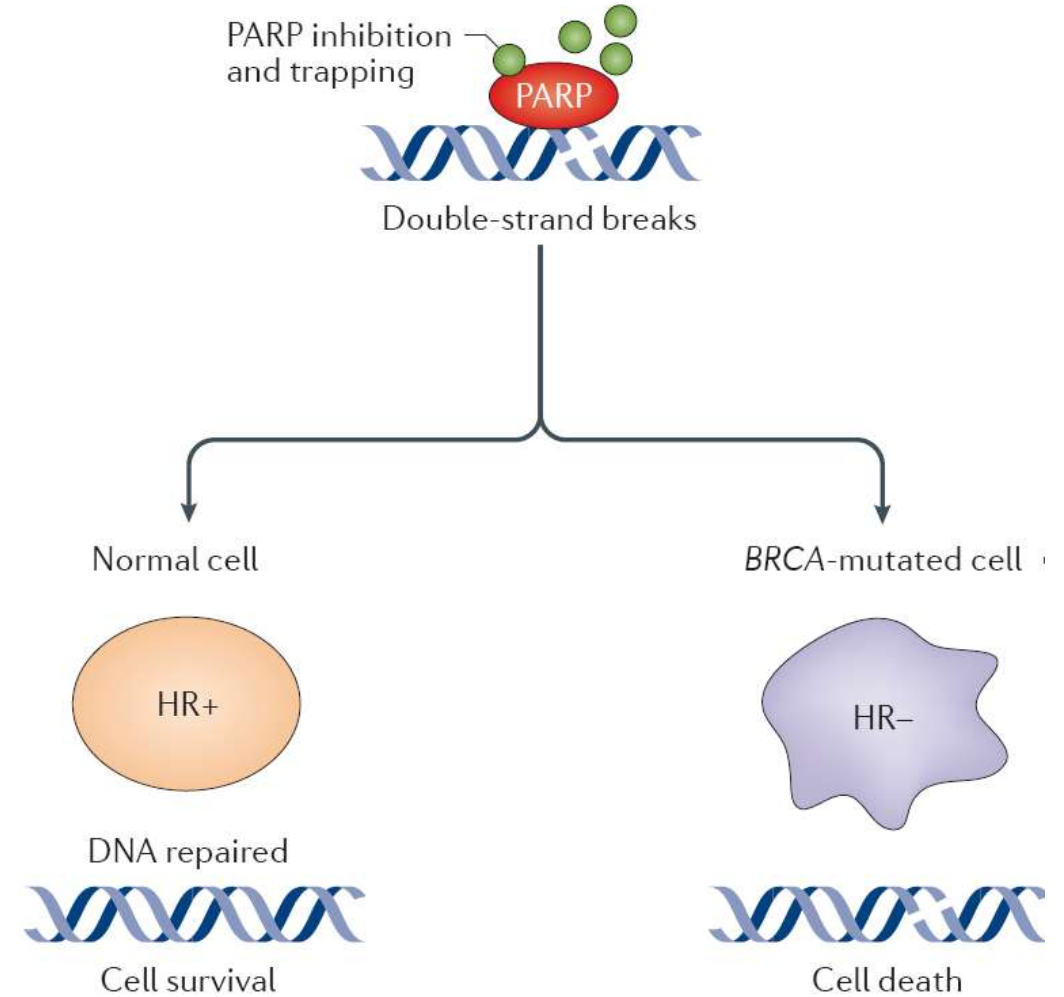 PARP inhibition
and trapping
PARP
Double-strand breaks
Normal cell
BRCA-mutated cell
HR+
HR–
DNA repaired
Cell survival
Cell death